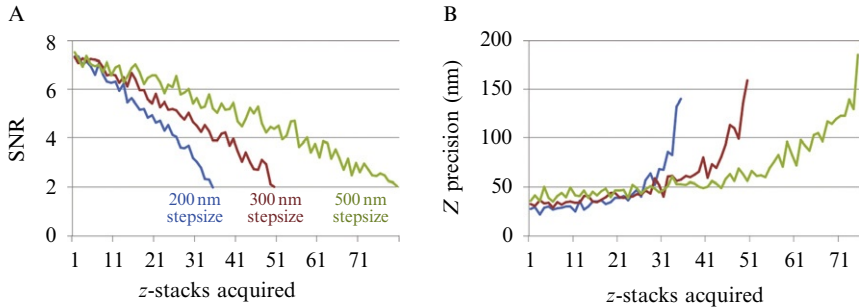 A
8
6
4
2
0
SNR
200 nm stepsize
300 nm stepsize
500 nm stepsize
1 11 21 31 41 51 61 71
z-stacks acquired
B
200
150
100
50
0
Z precision (nm)
1 11 21 31 41 51 61 71
z-stacks acquired